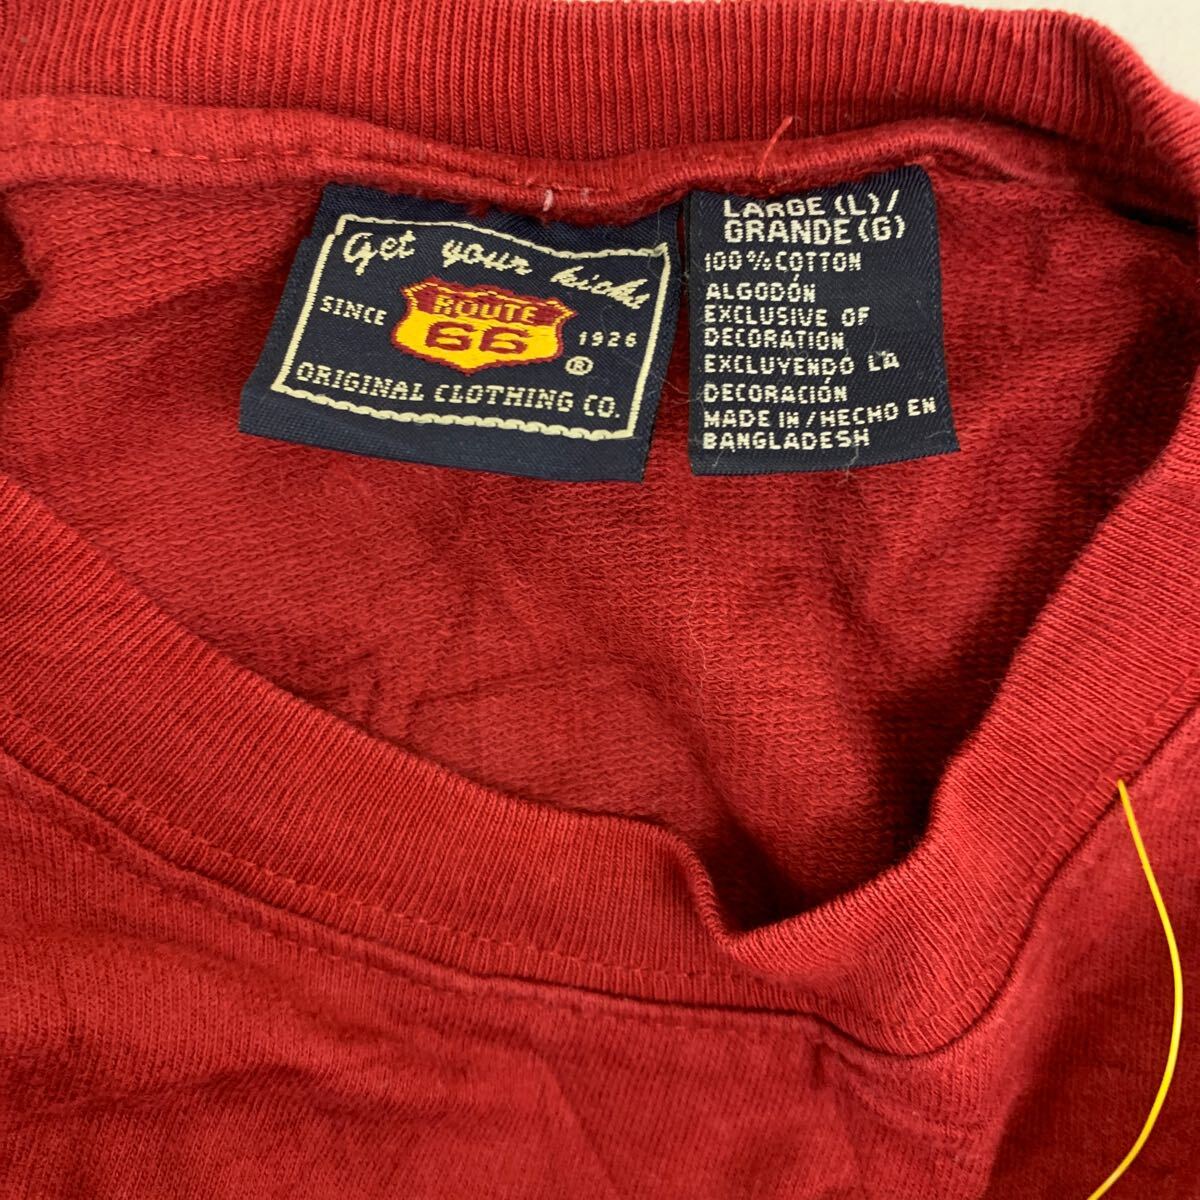 Get your kicks
SINCE
ROUTE
66
1926
®
ORIGINAL CLOTHING CO.
LARGE (L)/
GRANDE (G)
100% COTTON
ALGODÓN
EXCLUSIVE OF
DECORATION
EXCLUYENDO LA
DECORACIÓN
MADE IN / HECHO EN
BANGLADESH